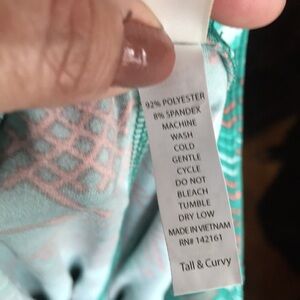 92% POLYESTER
8% SPANDEX
MACHINE
WASH
COLD
GENTLE
CYCLE
DO NOT
BLEACH
TUMBLE
DRY LOW
MADE IN VIETNAM
RN# 142161
Tall & Curvy